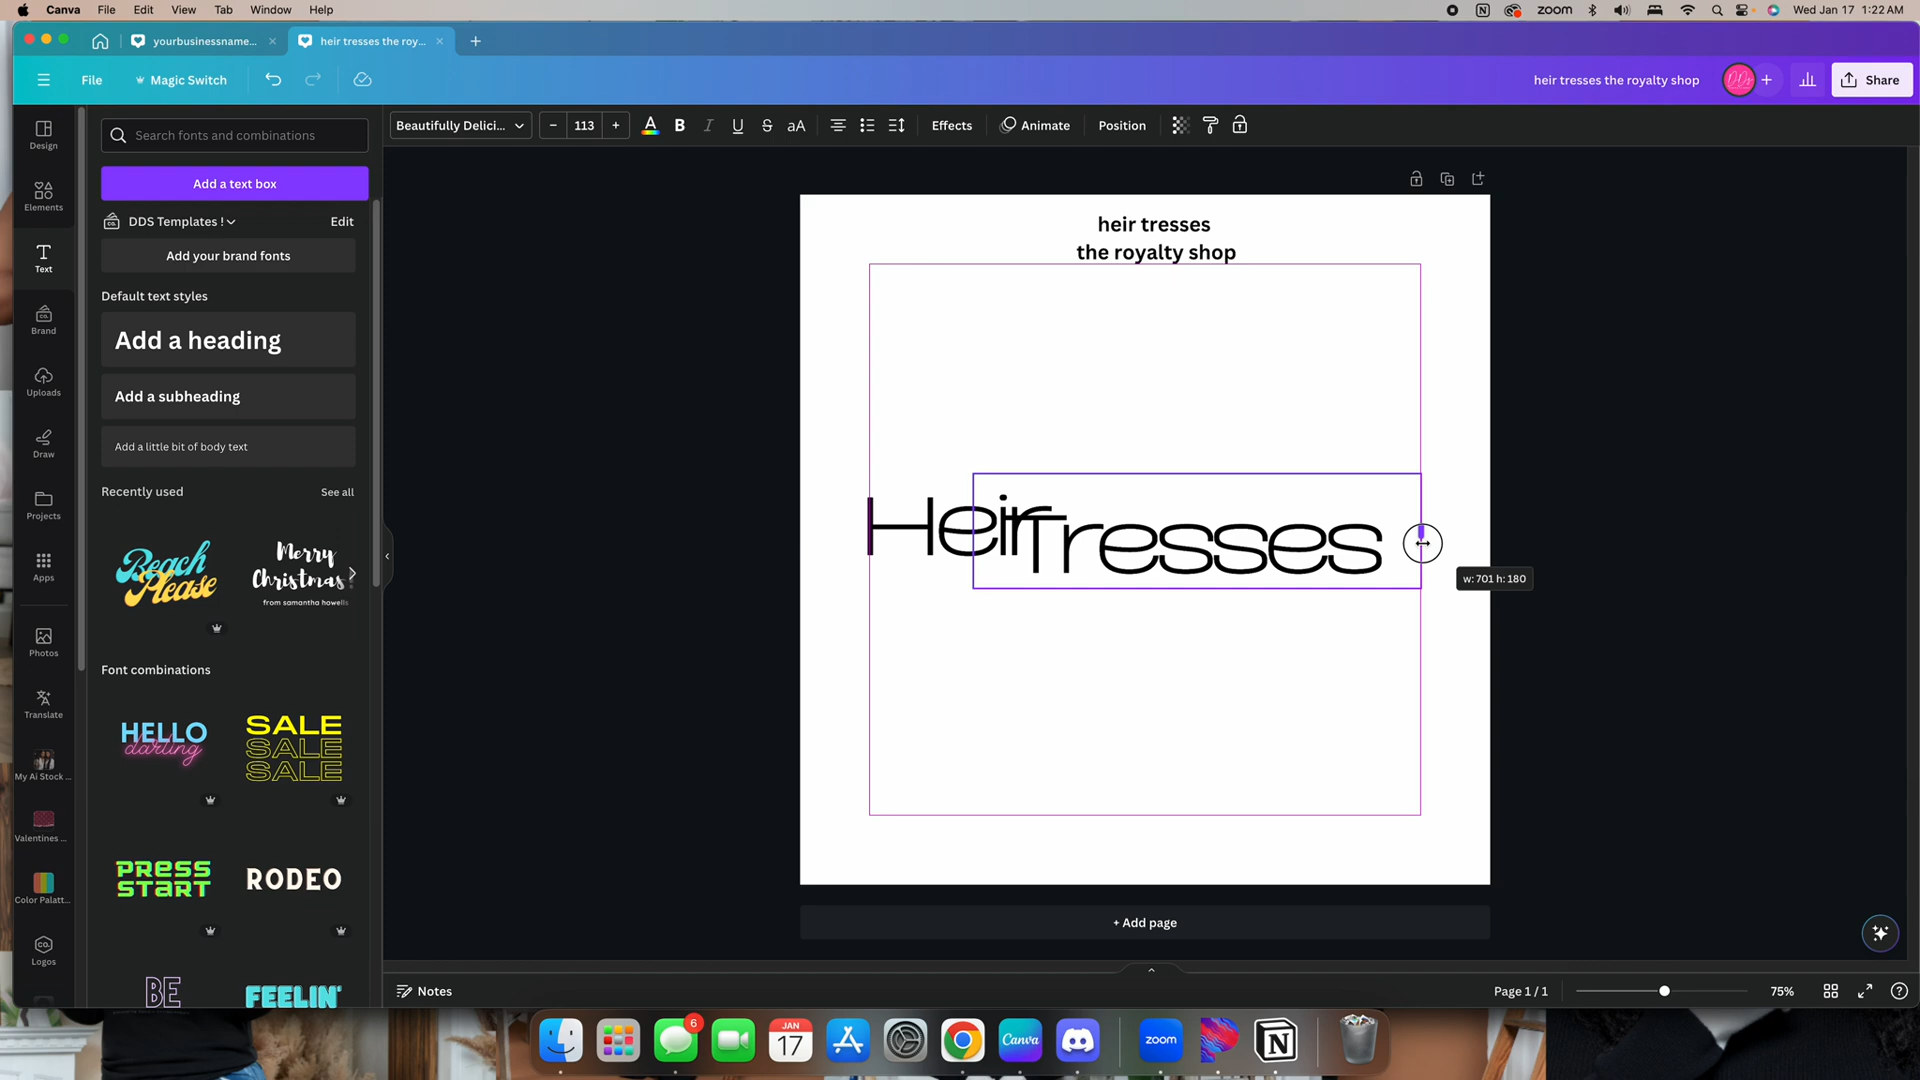 Canva File Edit View Tab Window Help
zoom Wed Jan 17 1:22 AM
yourbusinessname...
heir tresses the roy...
File Magic Switch
heir tresses the royalty shop
Share
Beautifully Delici... 113 A B I U S aA Effects Animate Position
Design
Elements
Text
Brand
Uploads
Draw
Projects
Apps
Photos
Translate
My Ai Stock ...
Valentines ...
Color Palatt...
Logos
Search fonts and combinations
Add a text box
DDS Templates ! Edit
Add your brand fonts
Default text styles
Add a heading
Add a subheading
Add a little bit of body text
Recently used See all
Beach
Please
Merry
Christmas
from samantha howells
Font combinations
HELLO
darling
SALE
SALE
SALE
PRESS
START
RODEO
BE
FEELIN'
heir tresses
the royalty shop
Heir
Tresses
w: 701 h: 180
+ Add page
Notes
Page 1 / 1
75%
6
JAN
17
Canva
zoom